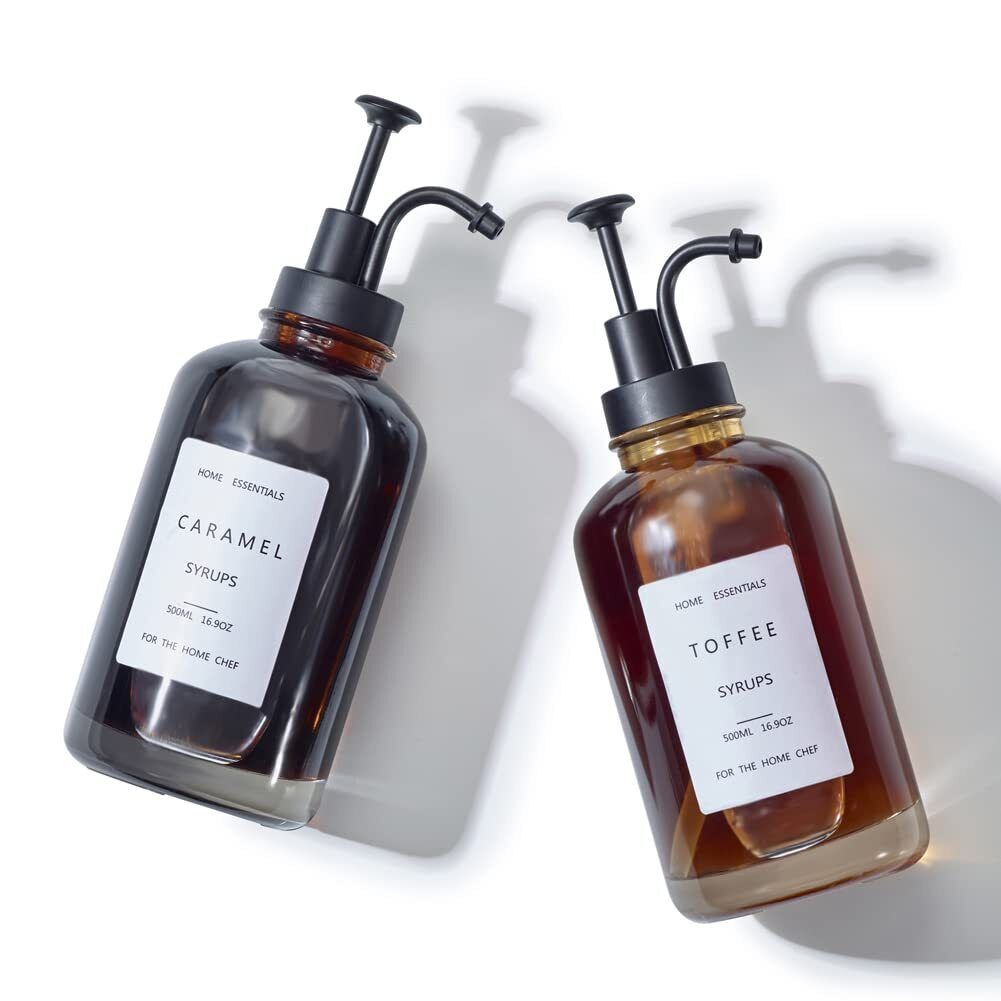 HOME ESSENTIALS
CARAMEL
SYRUPS
500ML 16.9OZ
FOR THE HOME CHEF
HOME ESSENTIALS
TOFFEE
SYRUPS
500ML 16.9OZ
FOR THE HOME CHEF